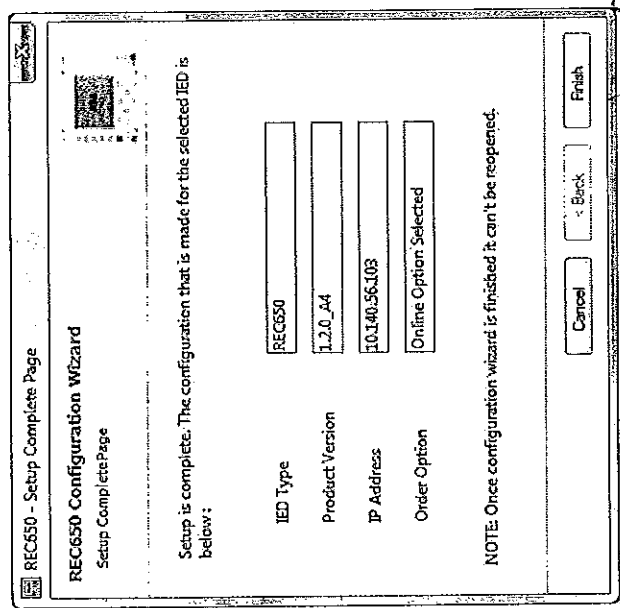 REC650 - Setup Complete Page
REC650 Configuration Wizard
Setup CompletePage
Setup is complete. The configuration that is made for the selected IED is
below :
IED Type
REC650
Product Version
1.2.0_A4
IP Address
10.140.56.103
Order Option
Online Option Selected
NOTE: Once configuration wizard is finished it can't be reopened.
Cancel
< Back
Finish